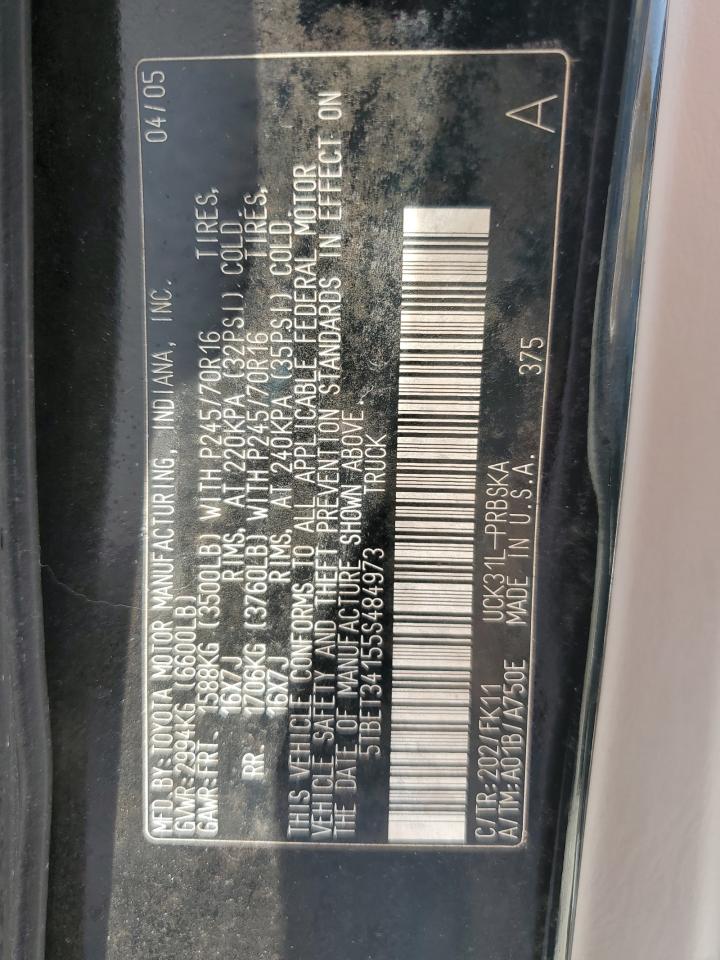 MFD.BY:TOYOTA MOTOR MANUFACTURING, INDIANA, INC. 04/05
GVWR:2994KG (6600LB)
GAWR:FRT. 1588KG (3500LB) WITH P245/70R16 TIRES,
16X7J RIMS, AT 220KPA (32PSI) COLD.
RR. 1706KG (3760LB) WITH P245/70R16 TIRES,
16X7J RIMS, AT 240KPA (35PSI) COLD.
THIS VEHICLE CONFORMS TO ALL APPLICABLE FEDERAL MOTOR
VEHICLE SAFETY AND THEFT PREVENTION STANDARDS IN EFFECT ON
THE DATE OF MANUFACTURE SHOWN ABOVE.
5TBET34155S484973 TRUCK
C/TR:202/FK11 UCK31L-PRBSKA
A/TM:A01B/A750E MADE IN U.S.A. 375 A